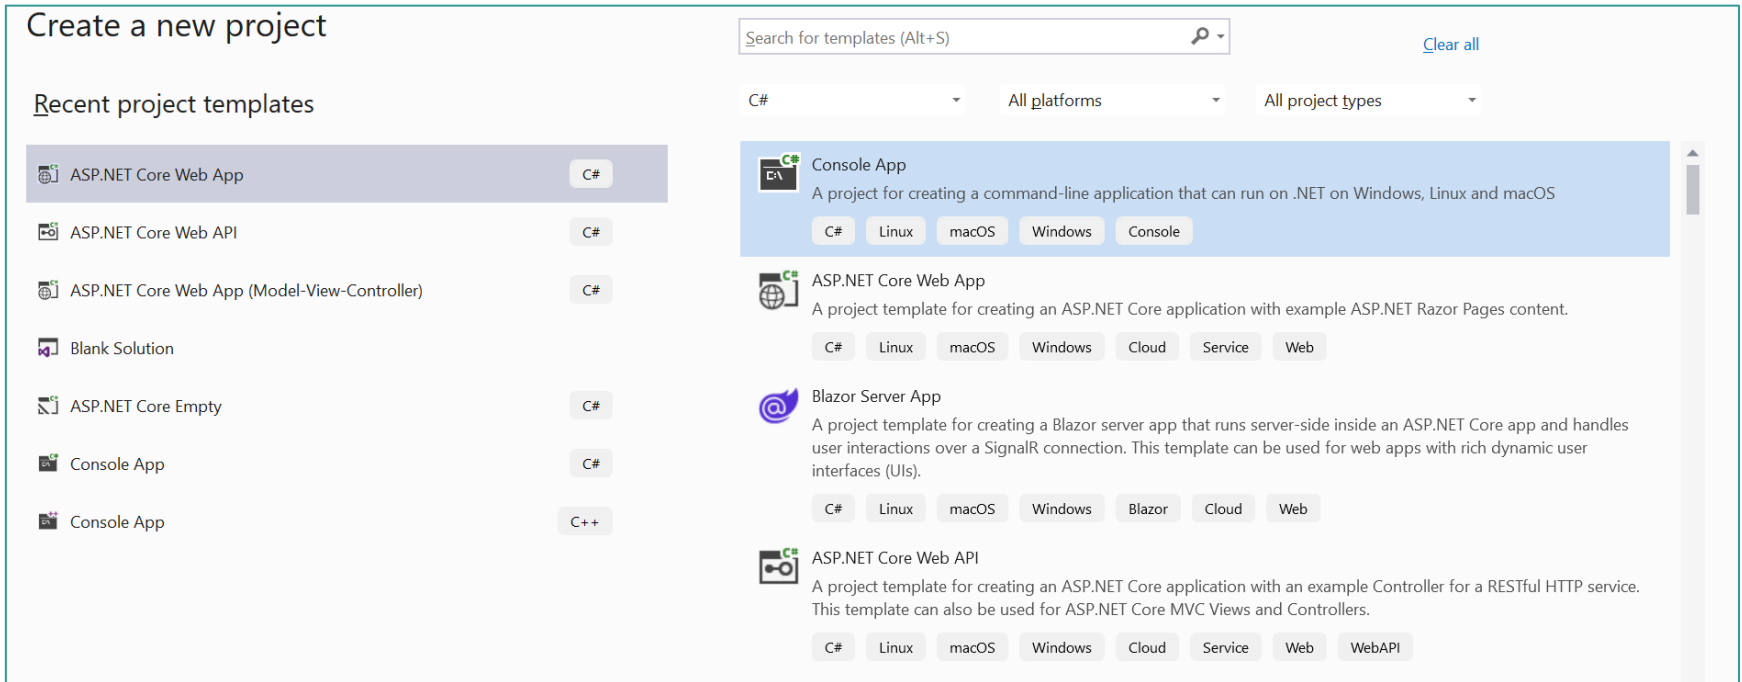 Create a new project
Search for templates (Alt+S)
Clear all
Recent project templates
C#
All platforms
All project types
ASP.NET Core Web App
C#
ASP.NET Core Web API
C#
ASP.NET Core Web App (Model-View-Controller)
C#
Blank Solution
ASP.NET Core Empty
C#
Console App
C#
Console App
C++
Console App
A project for creating a command-line application that can run on .NET on Windows, Linux and macOS
C# Linux macOS Windows Console
ASP.NET Core Web App
A project template for creating an ASP.NET Core application with example ASP.NET Razor Pages content.
C# Linux macOS Windows Cloud Service Web
Blazor Server App
A project template for creating a Blazor server app that runs server-side inside an ASP.NET Core app and handles
user interactions over a SignalR connection. This template can be used for web apps with rich dynamic user
interfaces (UIs).
C# Linux macOS Windows Blazor Cloud Web
ASP.NET Core Web API
A project template for creating an ASP.NET Core application with an example Controller for a RESTful HTTP service.
This template can also be used for ASP.NET Core MVC Views and Controllers.
C# Linux macOS Windows Cloud Service Web WebAPI